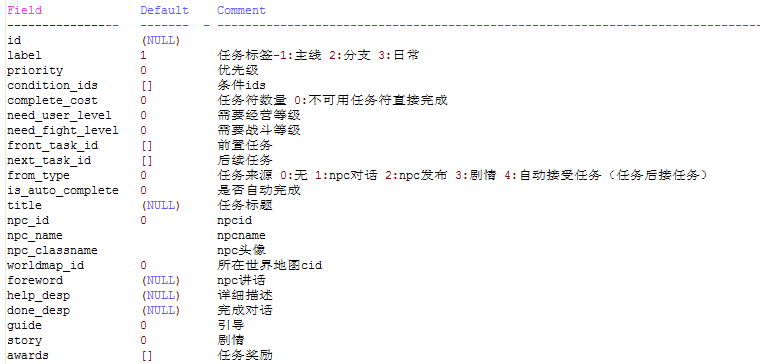 Field Default Comment
id (NULL)
label 1 任务标签-1:主线 2:分支 3:日常
priority 0 优先级
condition_ids [] 条件ids
complete_cost 0 任务符数量 0:不可用任务符直接完成
need_user_level 0 需要经营等级
need_fight_level 0 需要战斗等级
front_task_id [] 前置任务
next_task_id [] 后续任务
from_type 0 任务来源 0:无 1:npc对话 2:npc发布 3:剧情 4:自动接受任务（任务后接任务）
is_auto_complete 0 是否自动完成
title (NULL) 任务标题
npc_id 0 npcid
npc_name npcname
npc_classname npc头像
worldmap_id 0 所在世界地图cid
foreword (NULL) npc讲话
help_desp (NULL) 详细描述
done_desp (NULL) 完成对话
guide 0 引导
story 0 剧情
awards [] 任务奖励